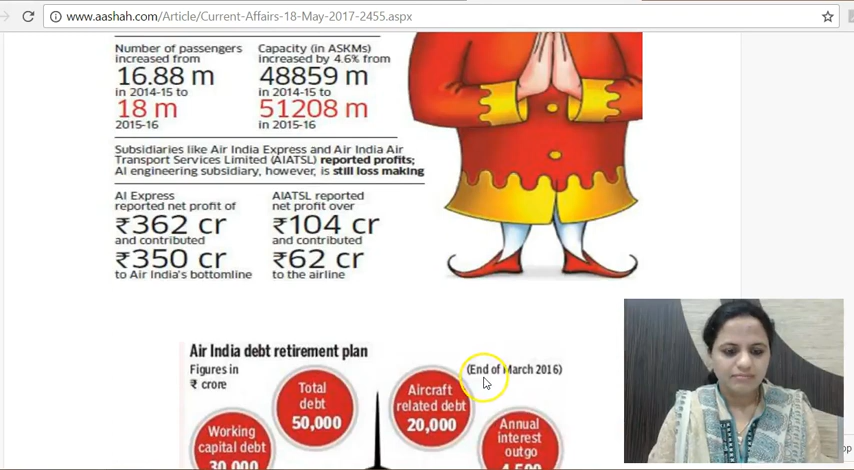 www.aashah.com/Article/Current-Affairs-18-May-2017-2455.aspx
Number of passengers
increased from
16.88 m
in 2014-15 to
18 m
2015-16
Capacity (in ASKMs)
increased by 4.6% from
48859 m
in 2014-15 to
51208 m
in 2015-16
Subsidiaries like Air India Express and Air India Air
Transport Services Limited (AIATSL) reported profits;
AI engineering subsidiary, however, is still loss making
AI Express
reported net profit of
₹362 cr
and contributed
₹350 cr
to Air India's bottomline
AIATSL reported
net profit over
₹104 cr
and contributed
₹62 cr
to the airline
Air India debt retirement plan
Figures in
₹ crore
(End of March 2016)
Total
debt
50,000
Aircraft
related debt
20,000
Working
capital debt
30,000
Annual
interest
outgo
4,500